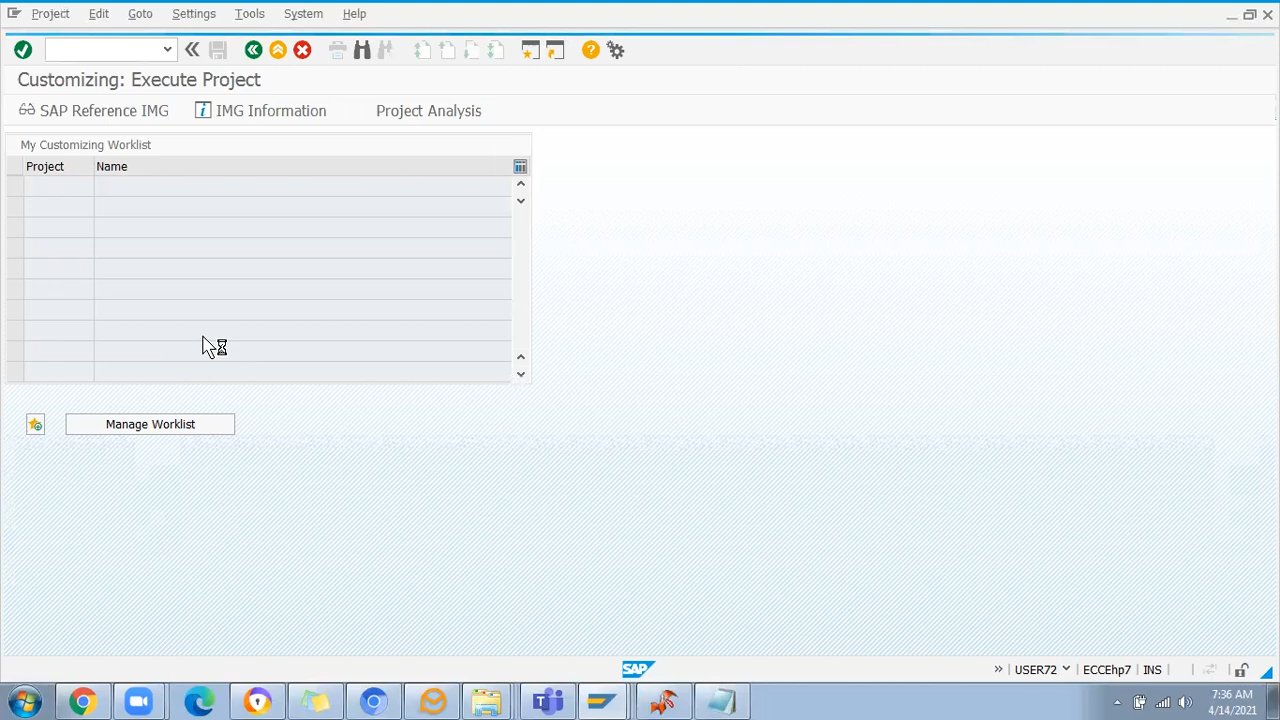 Project Edit Goto Settings Tools System Help
Customizing: Execute Project
SAP Reference IMG IMG Information Project Analysis
My Customizing Worklist
Project Name
Manage Worklist
SAP USER72 ECCEhp7 INS
7:36 AM
4/14/2021